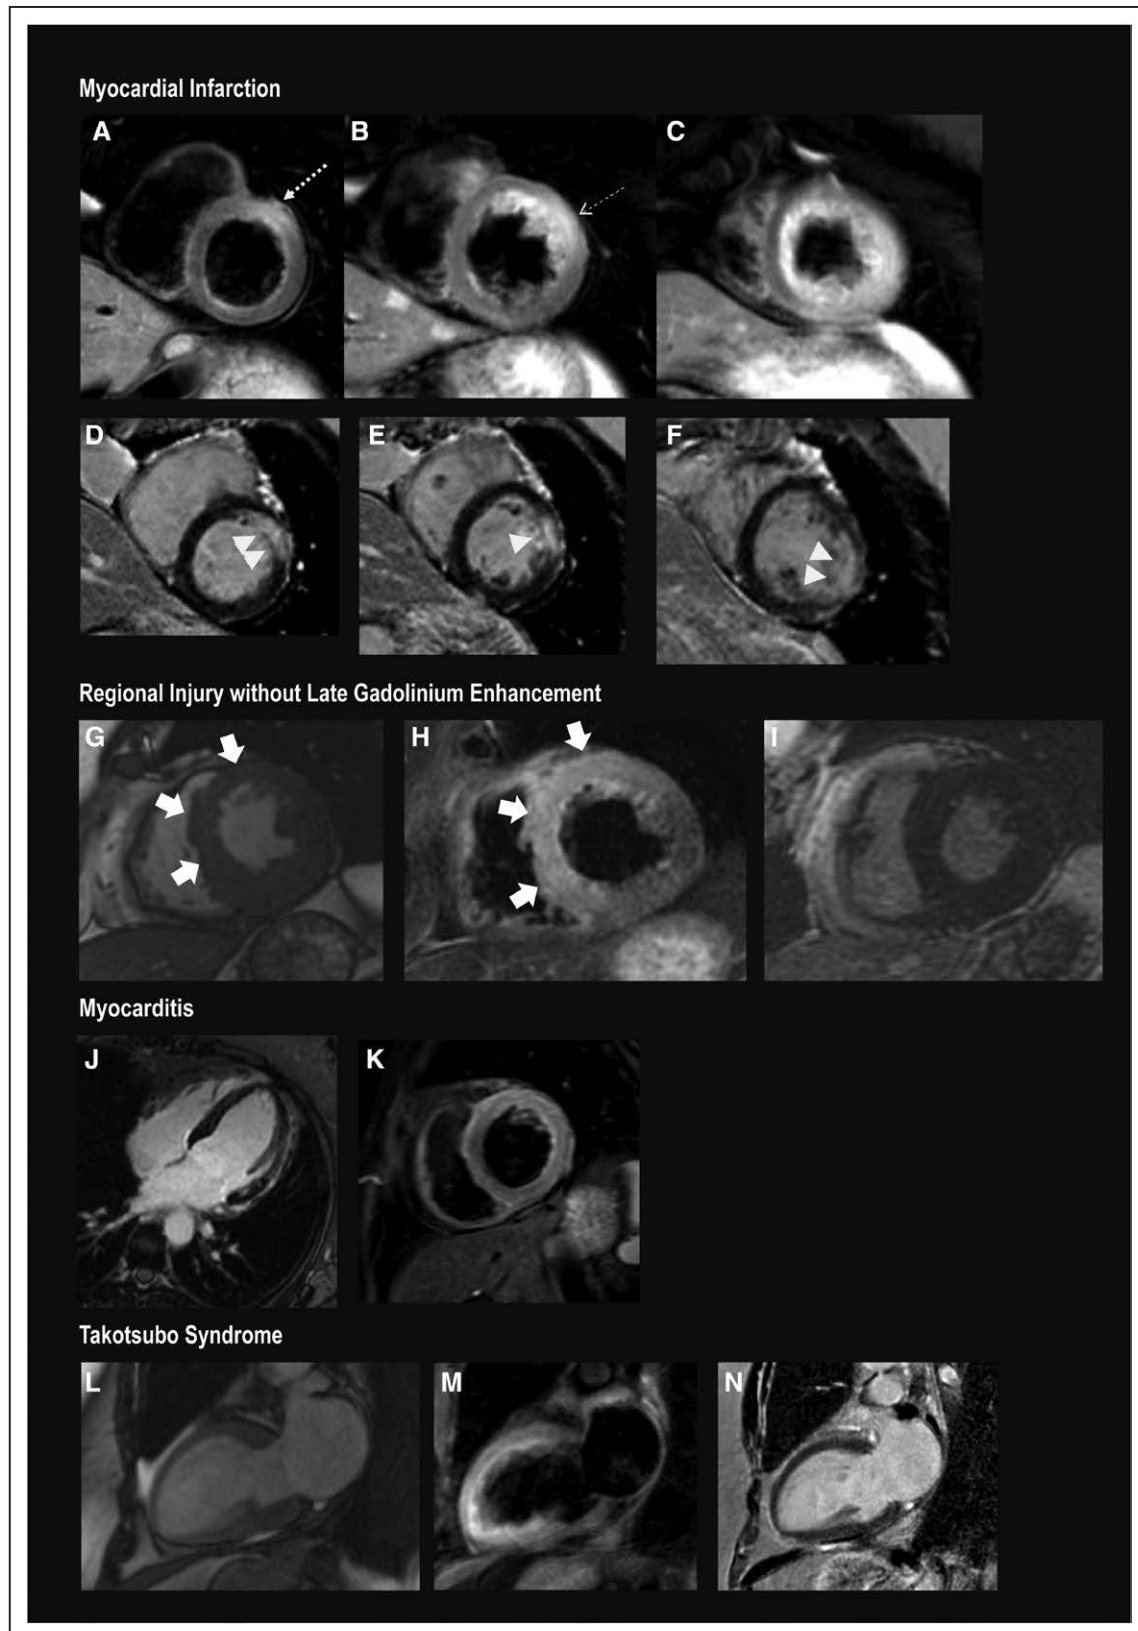 Myocardial Infarction
A B C
D E F
Regional Injury without Late Gadolinium Enhancement
G H I
Myocarditis
J K
Takotsubo Syndrome
L M N